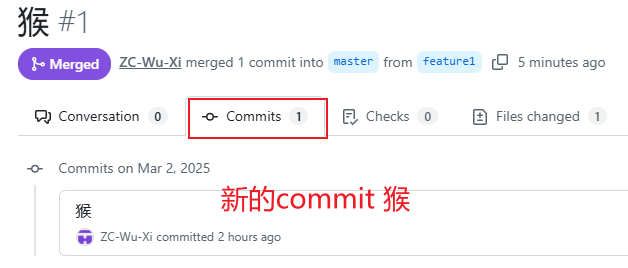 猴 #1
Merged ZC-Wu-Xi merged 1 commit into master from feature1 5 minutes ago
Conversation 0 Commits 1 Checks 0 Files changed 1
Commits on Mar 2, 2025
新的commit 猴
猴
ZC-Wu-Xi committed 2 hours ago